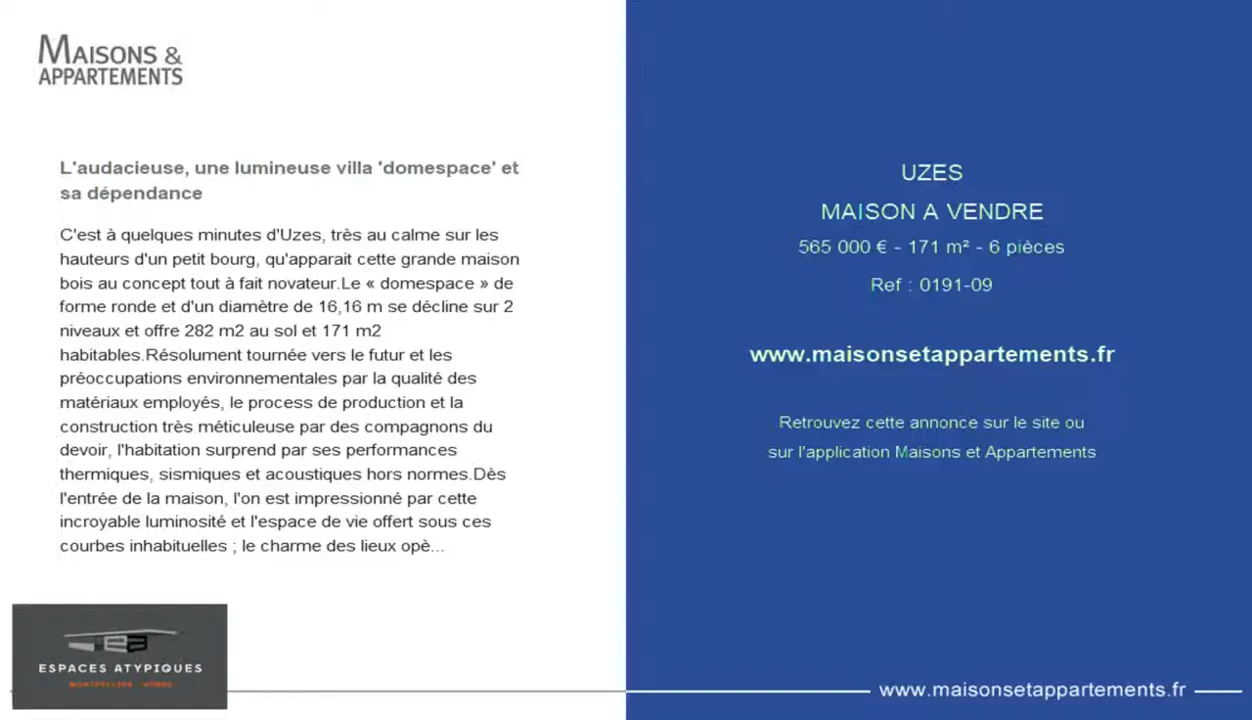 MAISONS &
APPARTEMENTS
L'audacieuse, une lumineuse villa 'domespace' et
sa dépendance
C'est à quelques minutes d'Uzes, très au calme sur les
hauteurs d'un petit bourg, qu'apparait cette grande maison
bois au concept tout à fait novateur.Le « domespace » de
forme ronde et d'un diamètre de 16,16 m se décline sur 2
niveaux et offre 282 m2 au sol et 171 m2
habitables.Résolument tournée vers le futur et les
préoccupations environnementales par la qualité des
matériaux employés, le process de production et la
construction très méticuleuse par des compagnons du
devoir, l'habitation surprend par ses performances
thermiques, sismiques et acoustiques hors normes.Dès
l'entrée de la maison, l'on est impressionné par cette
incroyable luminosité et l'espace de vie offert sous ces
courbes inhabituelles ; le charme des lieux opè...
ea
ESPACES ATYPIQUES
UZES
MAISON A VENDRE
565 000 € - 171 m² - 6 pièces
Ref : 0191-09
www.maisonsetappartements.fr
Retrouvez cette annonce sur le site ou
sur l'application Maisons et Appartements
www.maisonsetappartements.fr